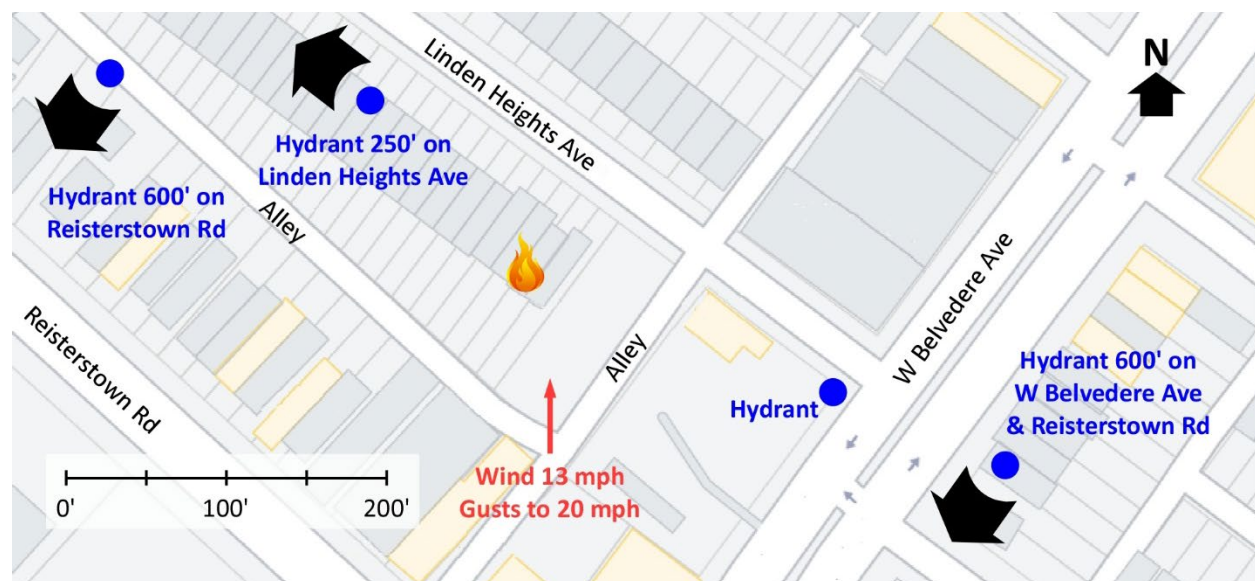 N
Linden Heights Ave
Hydrant 250' on
Linden Heights Ave
Hydrant 600' on
Reisterstown Rd
Alley
Reisterstown Rd
Alley
W Belvedere Ave
Hydrant
Hydrant 600' on
W Belvedere Ave
& Reisterstown Rd
Wind 13 mph
Gusts to 20 mph
0' 100' 200'